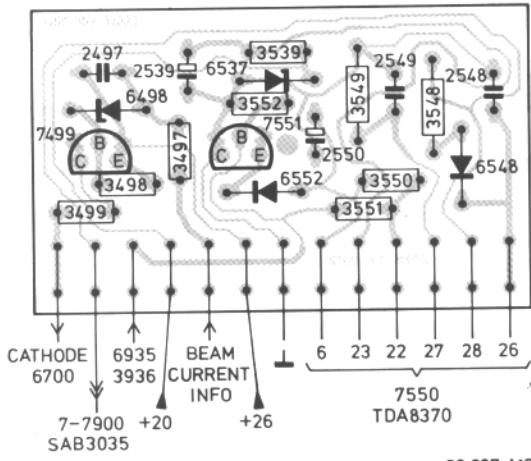 3539
2497
2539
6537
2549
2548
6498
3552
3549
3548
7499
7551
B
B
3497
2550
C
E
C
E
6548
3498
6552
3550
3499
3551
CATHODE
6700
6935
3936
BEAM
CURRENT
INFO
6
23
22
27
28
26
7-7900
SAB3035
+20
+26
7550
TDA8370